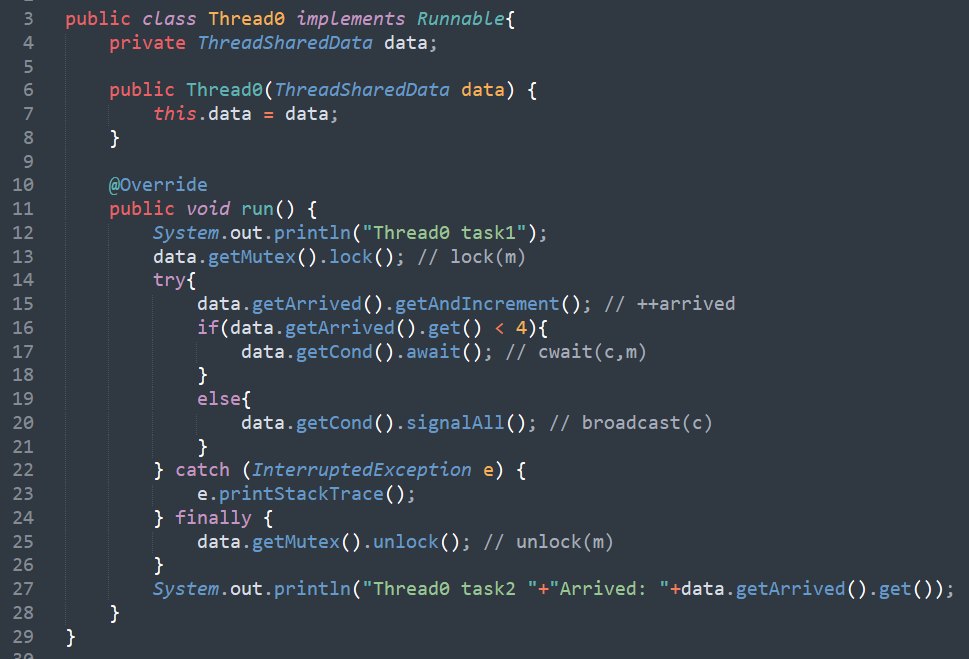 3 public class Thread0 implements Runnable{
4 private ThreadSharedData data;
5
6 public Thread0(ThreadSharedData data) {
7 this.data = data;
8 }
9
10 @Override
11 public void run() {
12 System.out.println("Thread0 task1");
13 data.getMutex().lock(); // lock(m)
14 try{
15 data.getArrived().getAndIncrement(); // ++arrived
16 if(data.getArrived().get() < 4){
17 data.getCond().await(); // cwait(c,m)
18 }
19 else{
20 data.getCond().signalAll(); // broadcast(c)
21 }
22 } catch (InterruptedException e) {
23 e.printStackTrace();
24 } finally {
25 data.getMutex().unlock(); // unlock(m)
26 }
27 System.out.println("Thread0 task2 "+"Arrived: "+data.getArrived().get());
28 }
29 }